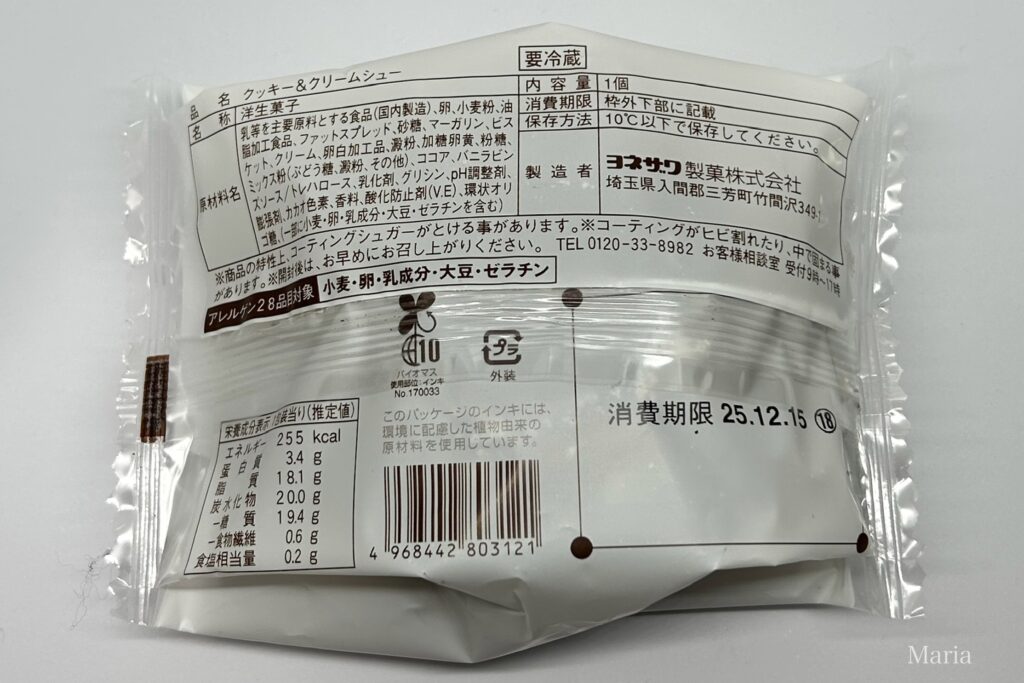 要冷蔵
品 名 クッキー&クリームシュー
名 称 洋生菓子
原材料名
乳等を主要原料とする食品(国内製造)、卵、小麦粉、油
脂加工食品、ファットスプレッド、砂糖、マーガリン、ビス
ケット、クリーム、卵白加工品、澱粉、加糖卵黄、粉糖、
ミックス粉(ぶどう糖、澱粉、その他)、ココア、バニラビン
ズソース/トレハロース、乳化剤、グリシン、pH調整剤、
膨張剤、カカオ色素、香料、酸化防止剤(V.E)、環状オリ
ゴ糖、(一部に小麦・卵・乳成分・大豆・ゼラチンを含む)
内容量 1個
消費期限 枠外下部に記載
保存方法 10℃以下で保存してください。
製造者 ヨネザワ製菓株式会社
埼玉県入間郡三芳町竹間沢349-
※商品の特性上、コーティングシュガーがとける事があります。※コーティングがヒビ割れたり、中で固まる事
があります。※開封後は、お早めにお召し上がりください。 TEL 0120-33-8982 お客様相談室 受付9時〜17時
アレルゲン28品目対象 小麦・卵・乳成分・大豆・ゼラチン
10
バイオマス
使用部位:インキ
No.170033
プラ
外装
このパッケージのインキには、
環境に配慮した植物由来の
原材料を使用しています。
消費期限 25.12.15 ⑱
栄養成分表示/1包装当り(推定値)
エネルギー 255 kcal
蛋白質 3.4 g
脂質 18.1 g
炭水化物 20.0 g
－糖質 19.4 g
－食物繊維 0.6 g
食塩相当量 0.2 g
4 968442 803121
Maria